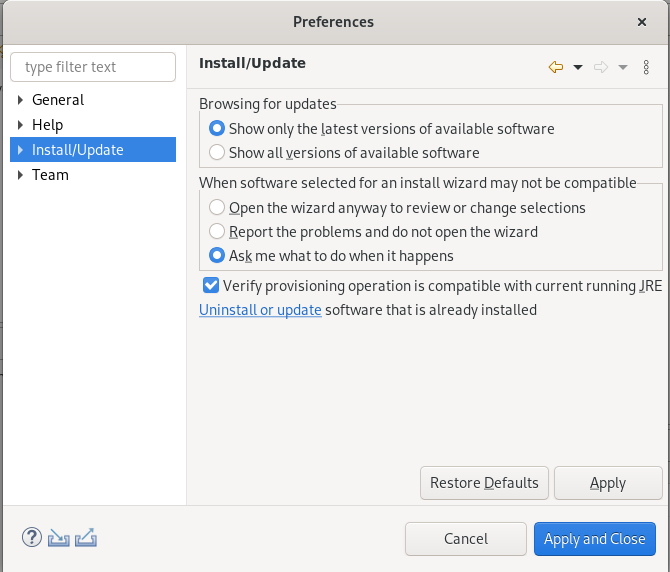 Preferences
type filter text
General
Help
Install/Update
Team
Install/Update
Browsing for updates
Show only the latest versions of available software
Show all versions of available software
When software selected for an install wizard may not be compatible
Open the wizard anyway to review or change selections
Report the problems and do not open the wizard
Ask me what to do when it happens
Verify provisioning operation is compatible with current running JRE
Uninstall or update software that is already installed
Restore Defaults Apply
Cancel Apply and Close